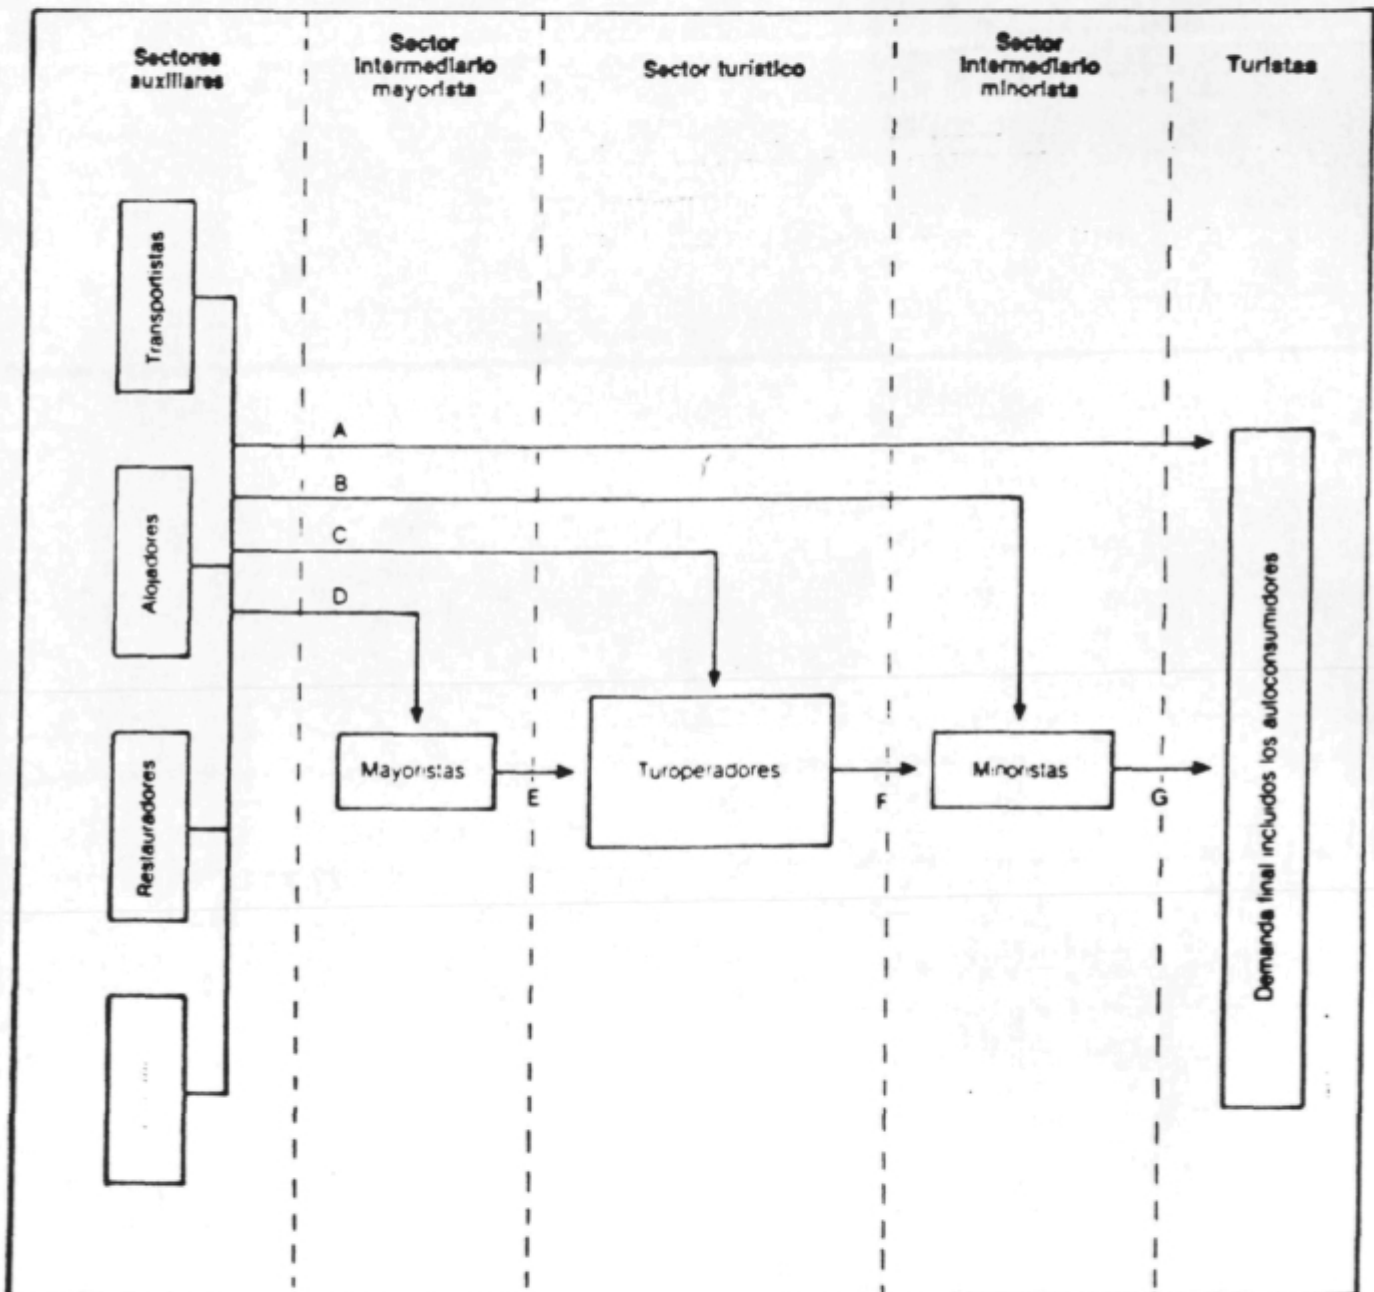 Sectores
auxiliares
Sector
intermediario
mayorista
Sector turístico
Sector
intermediario
minorista
Turistas
Transportistas
A
Alojadores
B
C
D
Restauradores
Mayoristas
E
Turoperadores
F
Minoristas
G
Demanda final incluidos los autoconsumidores
. . . . .